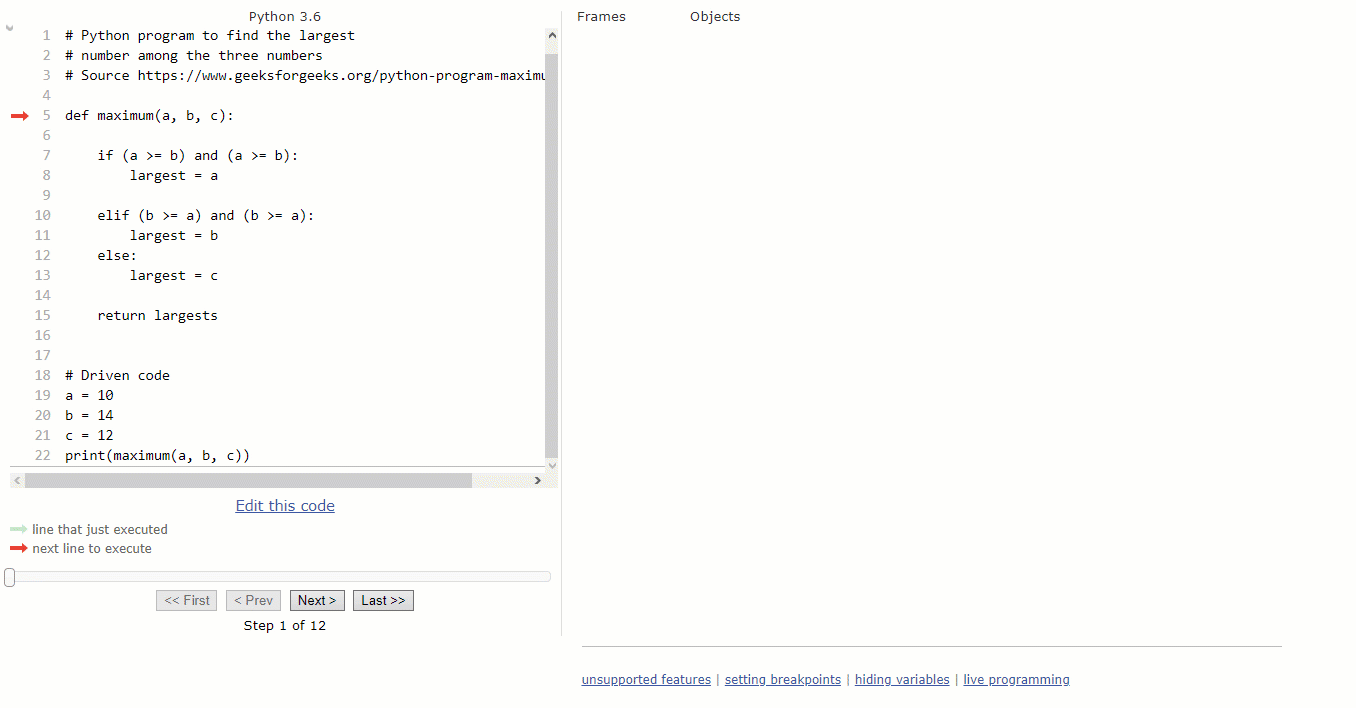 Python 3.6
1 # Python program to find the largest
2 # number among the three numbers
3 # Source https://www.geeksforgeeks.org/python-program-maximu
4
5 def maximum(a, b, c):
6
7     if (a >= b) and (a >= b):
8         largest = a
9
10     elif (b >= a) and (b >= a):
11         largest = b
12     else:
13         largest = c
14
15     return largests
16
17
18 # Driven code
19 a = 10
20 b = 14
21 c = 12
22 print(maximum(a, b, c))
Edit this code
line that just executed
next line to execute
<< First < Prev Next > Last >>
Step 1 of 12
Frames Objects
unsupported features | setting breakpoints | hiding variables | live programming